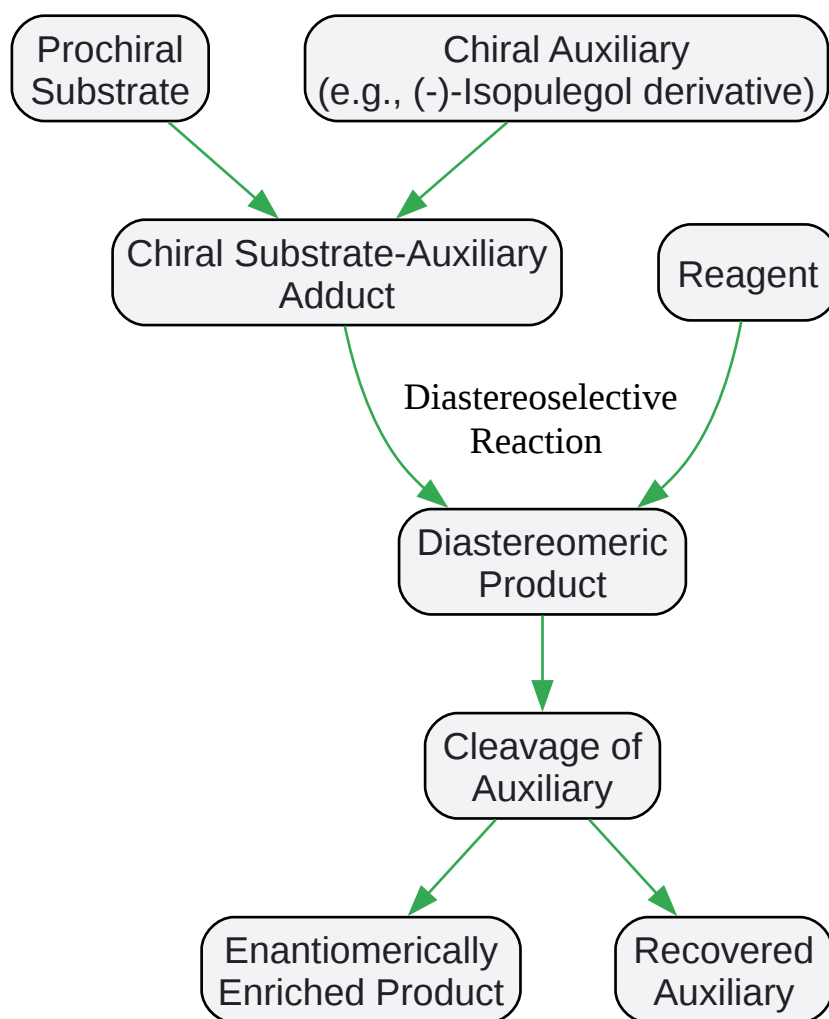 Prochiral
Substrate
Chiral Auxiliary
(e.g., (-)-Isopulegol derivative)
Chiral Substrate-Auxiliary
Adduct
Reagent
Diastereoselective
Reaction
Diastereomeric
Product
Cleavage of
Auxiliary
Enantiomerically
Enriched Product
Recovered
Auxiliary